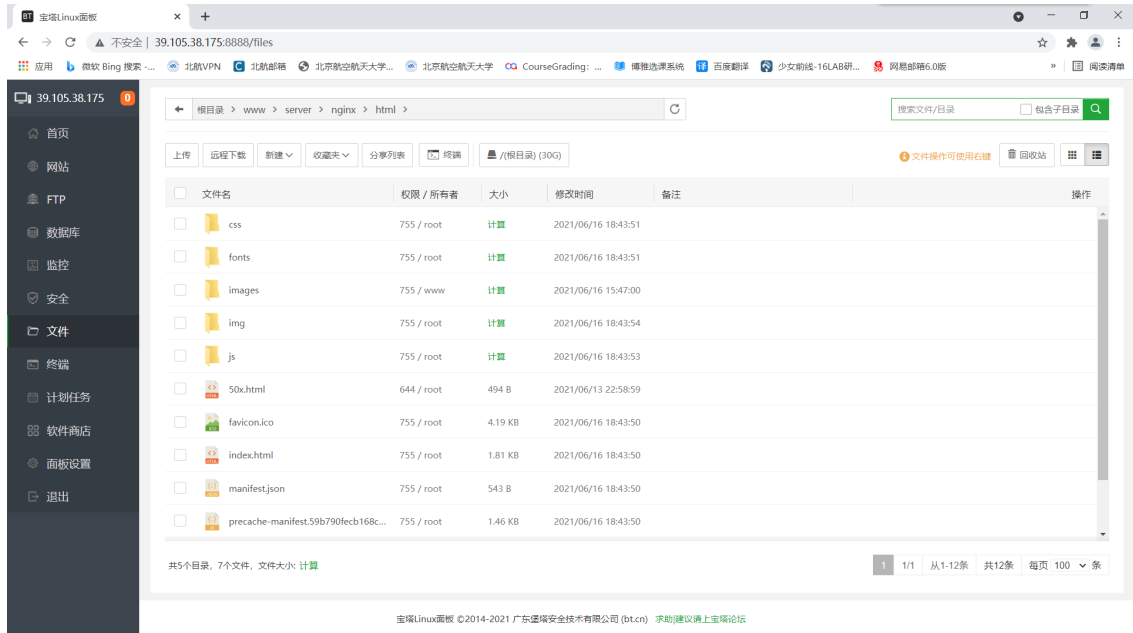 宝塔Linux面板
不安全 | 39.105.38.175:8888/files
应用 微软 Bing 搜索 -... 北航VPN 北航邮箱 北京航空航天大学... 北京航空航天大学 CourseGrading: ... 博雅选课系统 百度翻译 少女前线-16LAB研... 网易邮箱6.0版 » 阅读清单
39.105.38.175 0
首页
网站
FTP
数据库
监控
安全
文件
终端
计划任务
软件商店
面板设置
退出
根目录 > www > server > nginx > html >
搜索文件/目录 包含子目录
上传 远程下载 新建 收藏夹 分享列表 终端 /(根目录) (30G) 文件操作可使用右键 回收站
文件名 权限 / 所有者 大小 修改时间 备注 操作
css 755 / root 计算 2021/06/16 18:43:51
fonts 755 / root 计算 2021/06/16 18:43:51
images 755 / www 计算 2021/06/16 15:47:00
img 755 / root 计算 2021/06/16 18:43:54
js 755 / root 计算 2021/06/16 18:43:53
50x.html 644 / root 494 B 2021/06/13 22:58:59
favicon.ico 755 / root 4.19 KB 2021/06/16 18:43:50
index.html 755 / root 1.81 KB 2021/06/16 18:43:50
manifest.json 755 / root 543 B 2021/06/16 18:43:50
precache-manifest.59b790fecb168c... 755 / root 1.46 KB 2021/06/16 18:43:50
共5个目录, 7个文件, 文件大小: 计算
1 1/1 从1-12条 共12条 每页 100 条
宝塔Linux面板 ©2014-2021 广东堡塔安全技术有限公司 (bt.cn) 求助|建议请上宝塔论坛